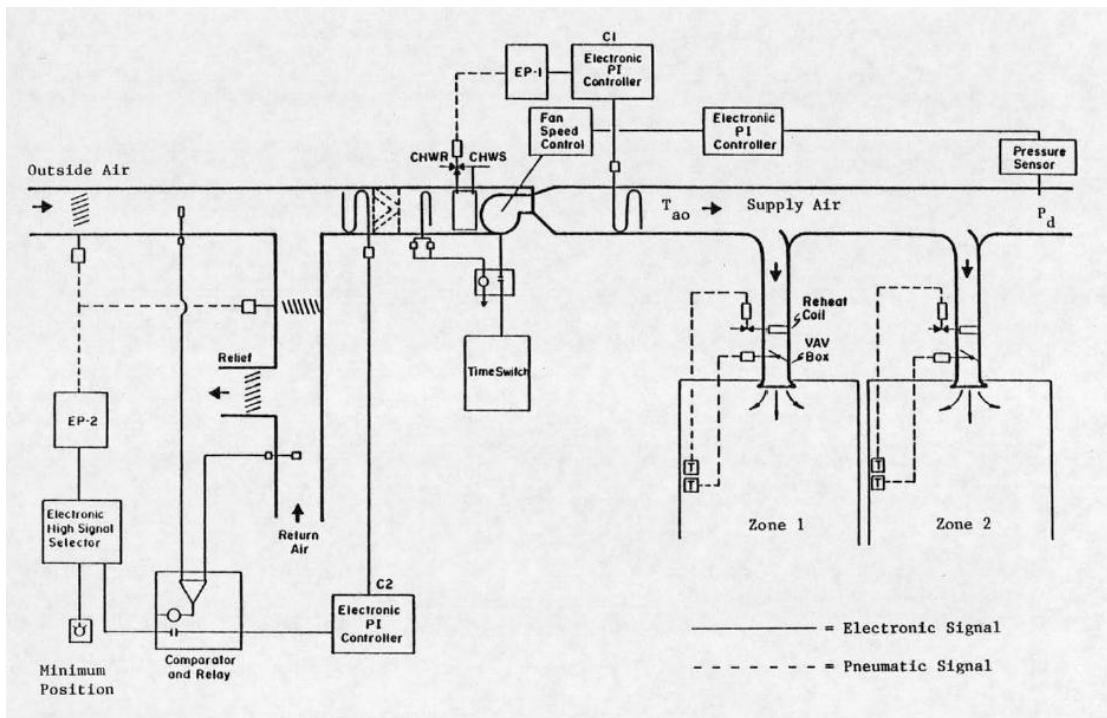 C1
EP-1
Electronic
PI
Controller
Fan
Speed
Control
Electronic
PI
Controller
Pressure
Sensor
CHWR
CHWS
Outside Air
T ao
Supply Air
P d
Reheat
Coil
VAV
Box
Relief
Time Switch
EP-2
T
T
T
T
Electronic
High Signal
Selector
Return
Air
Zone 1
Zone 2
C2
Electronic
PI
Controller
Comparator
and Relay
Minimum
Position
= Electronic Signal
= Pneumatic Signal